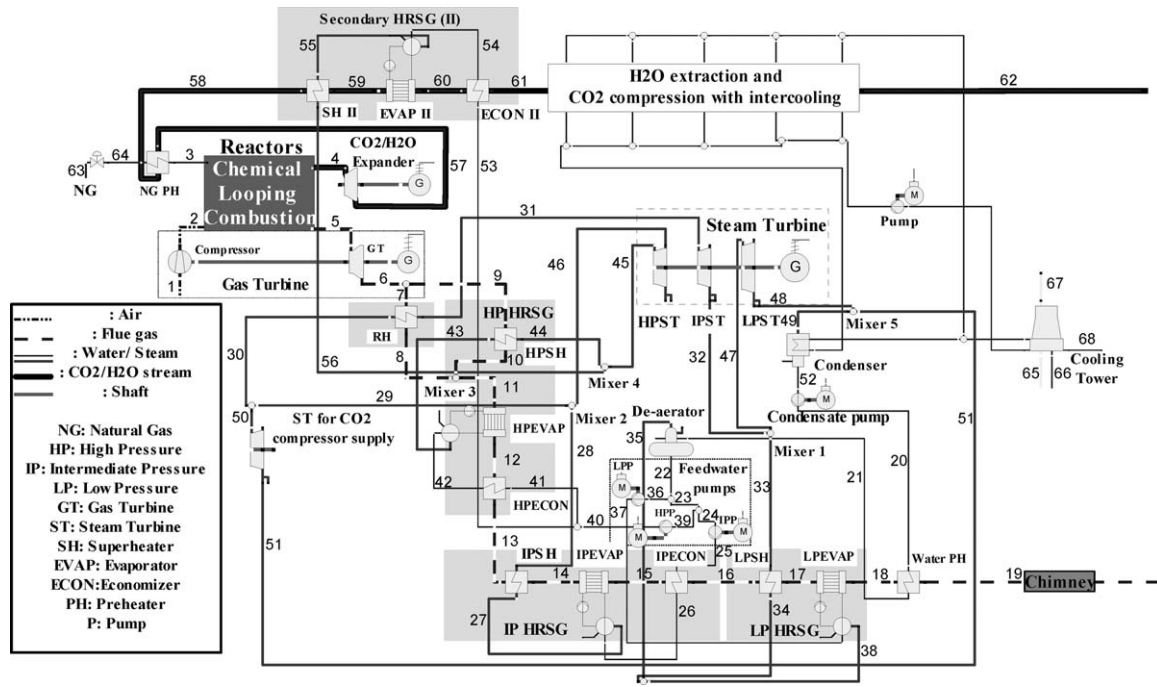 Secondary HRSG (II)
55
54
58
59
60
61
H2O extraction and
CO2 compression with intercooling
62
SH II
EVAP II
ECON II
64
3
Reactors
4
CO2/H2O
Expander
57
53
63
NG
NG PH
Chemical
Looping
Combustion
G
2
5
31
M
Pump
Compressor
GT
G
1
6
Gas Turbine
46
45
Steam Turbine
G
9
7
HP HRSG
48
67
HPST
IPST
LPST
49
Mixer 5
30
RH
43
44
HPSH
8
10
56
32
47
Condenser
68
Cooling
Tower
65
66
Mixer 3
11
Mixer 4
52
M
Condensate pump
51
29
50
ST for CO2
compressor supply
Mixer 2
De-aerator
35
Mixer 1
HPEVAP
28
22
Feedwater
pumps
33
21
20
12
LPP
M
36
23
42
41
37
24
HPECON
40
HPP
39
IPP
M
M
25
51
13
IPSH
IPEVAP
IPECON
LPSH
LPEVAP
Water PH
14
15
16
17
18
19
Chimney
27
26
34
IP HRSG
LP HRSG
38
: Air
: Flue gas
: Water/ Steam
: CO2/H2O stream
: Shaft
NG: Natural Gas
HP: High Pressure
IP: Intermediate Pressure
LP: Low Pressure
GT: Gas Turbine
ST: Steam Turbine
SH: Superheater
EVAP: Evaporator
ECON:Economizer
PH: Preheater
P: Pump